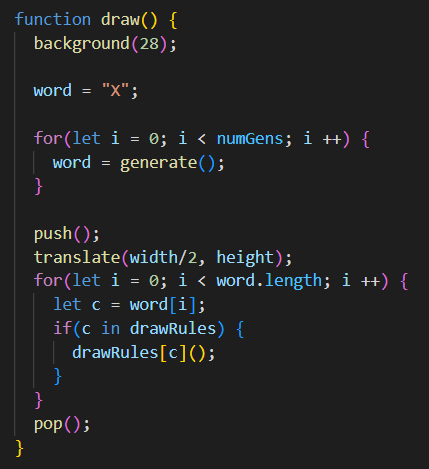 function draw() {
  background(28);

  word = "X";

  for(let i = 0; i < numGens; i ++) {
    word = generate();
  }

  push();
  translate(width/2, height);
  for(let i = 0; i < word.length; i ++) {
    let c = word[i];
    if(c in drawRules) {
      drawRules[c]();
    }
  }
  pop();
}